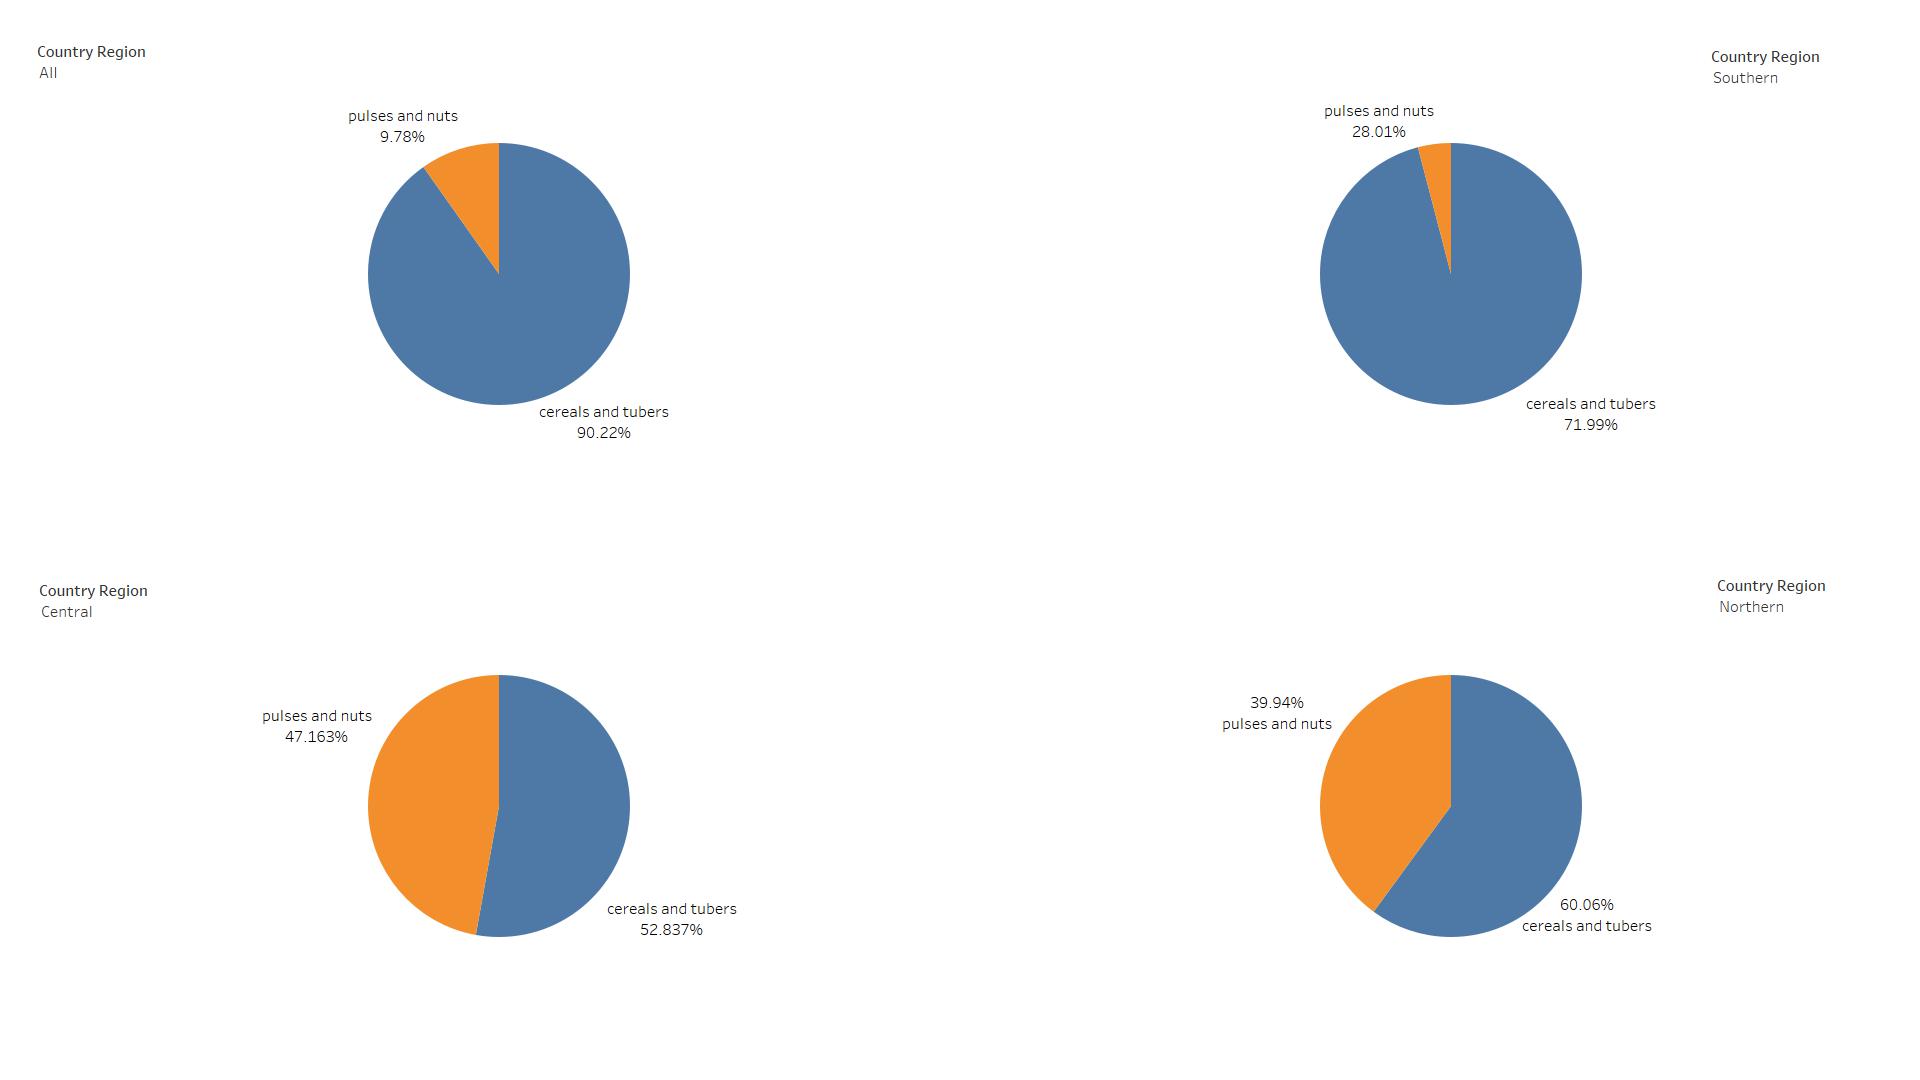 Country Region
All
pulses and nuts
9.78%
cereals and tubers
90.22%
Country Region
Southern
pulses and nuts
28.01%
cereals and tubers
71.99%
Country Region
Central
pulses and nuts
47.163%
cereals and tubers
52.837%
Country Region
Northern
39.94%
pulses and nuts
60.06%
cereals and tubers